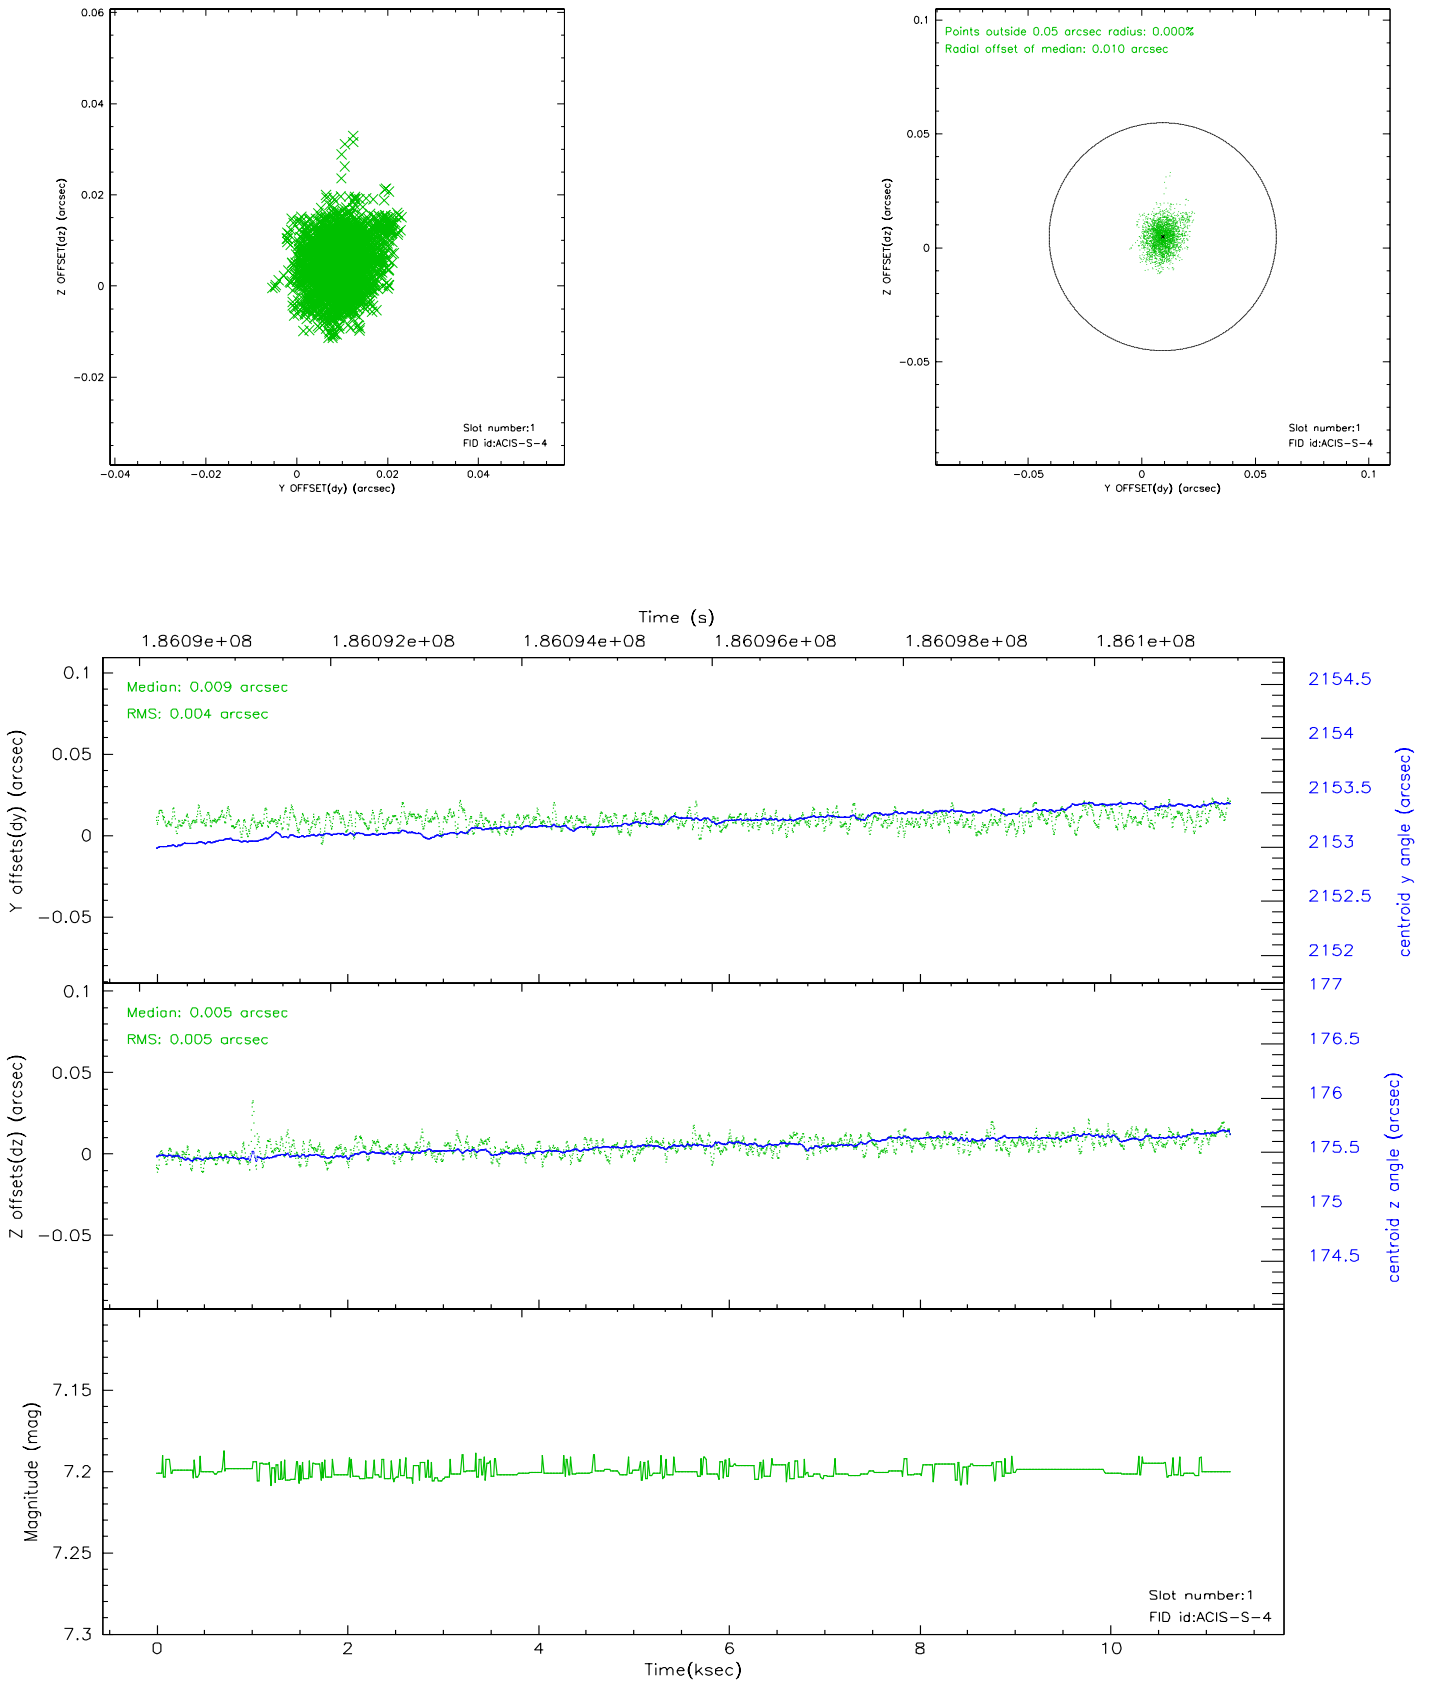 0.06
0.04
0.02
0
−0.02
−0.04
−0.02
0
0.02
0.04
Z OFFSET(dz) (arcsec)
Y OFFSET(dy) (arcsec)
Slot number:1
FID id:ACIS−S−4
0.1
0.05
0
−0.05
−0.05
0
0.05
0.1
Z OFFSET(dz) (arcsec)
Y OFFSET(dy) (arcsec)
Points outside 0.05 arcsec radius: 0.000%
Radial offset of median: 0.010 arcsec
Slot number:1
FID id:ACIS−S−4
Time (s)
1.8609e+08
1.86092e+08
1.86094e+08
1.86096e+08
1.86098e+08
1.861e+08
0.1
0.05
0
−0.05
Y offsets(dy) (arcsec)
Median: 0.009 arcsec
RMS: 0.004 arcsec
2154.5
2154
2153.5
2153
2152.5
2152
centroid y angle (arcsec)
0.1
0.05
0
−0.05
Z offsets(dz) (arcsec)
Median: 0.005 arcsec
RMS: 0.005 arcsec
177
176.5
176
175.5
175
174.5
centroid z angle (arcsec)
7.15
7.2
7.25
7.3
Magnitude (mag)
Slot number:1
FID id:ACIS−S−4
0
2
4
6
8
10
Time(ksec)